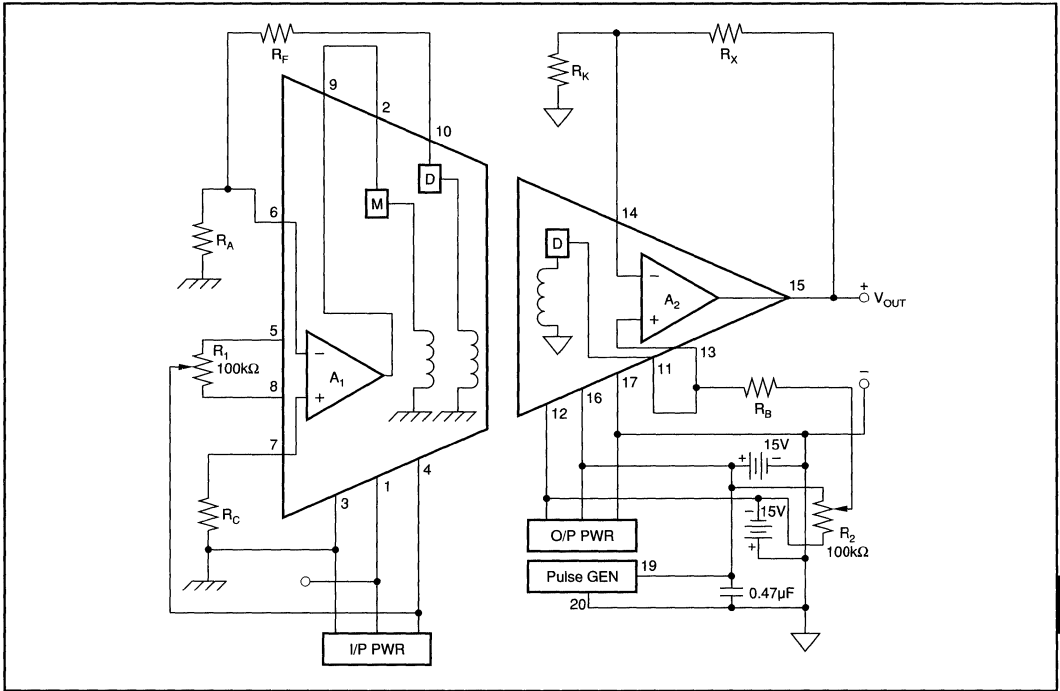 R_F
R_K
R_X
9
2
10
D
M
6
R_A
14
D
−
A_2
+
15
+
V_OUT
5
R_1
100kΩ
8
−
A_1
+
13
11
17
16
12
R_B
−
7
4
1
3
R_C
15V
+
−
−
15V
+
R_2
100kΩ
O/P PWR
Pulse GEN
19
20
0.47µF
I/P PWR